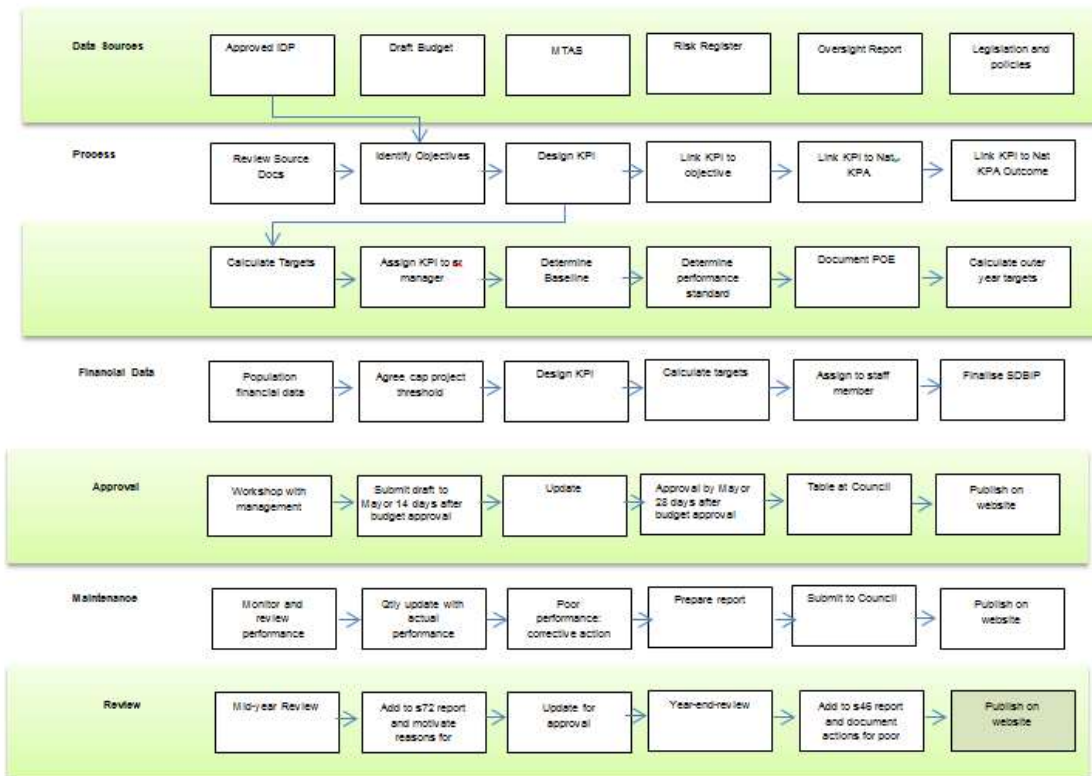 Data Sources
Approved IDP
Draft Budget
MTAS
Risk Register
Oversight Report
Legislation and
policies
Process
Review Source
Docs
Identify Objectives
Design KPI
Link KPI to
objective
Link KPI to Nat.
KPA
Link KPI to Nat
KPA Outcome
Calculate Targets
Assign KPI to sr
manager
Determine
Baseline
Determine
performance
standard
Document POE
Calculate outer
year targets
Financial Data
Population
financial data
Agree cap project
threshold
Design KPI
Calculate targets
Assign to staff
member
Finalise SDBIP
Approval
Workshop with
management
Submit draft to
Mayor 14 days after
budget approval
Update
Approval by Mayor
28 days after
budget approval
Table at Council
Publish on
website
Maintenance
Monitor and
review
performance
Qtly update with
actual
performance
Poor
performance:
corrective action
Prepare report
Submit to Council
Publish on
website
Review
Mid-year Review
Add to s72 report
and motivate
reasons for
Update for
approval
Year-end-review
Add to s46 report
and document
actions for poor
Publish on
website